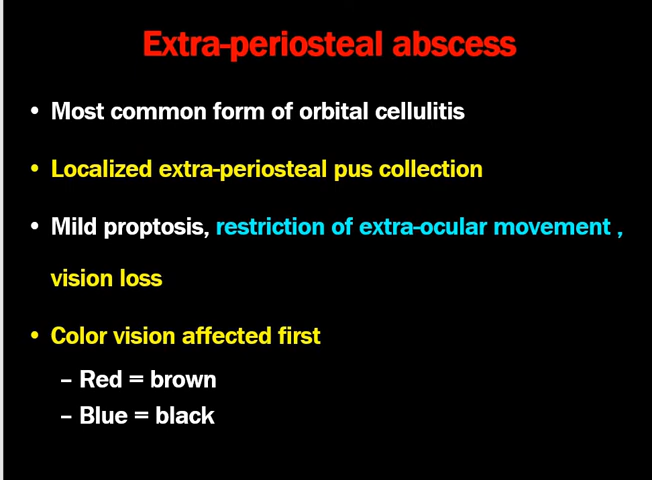 Extra-periosteal abscess
• Most common form of orbital cellulitis
• Localized extra-periosteal pus collection
• Mild proptosis, restriction of extra-ocular movement ,
vision loss
• Color vision affected first
– Red = brown
– Blue = black